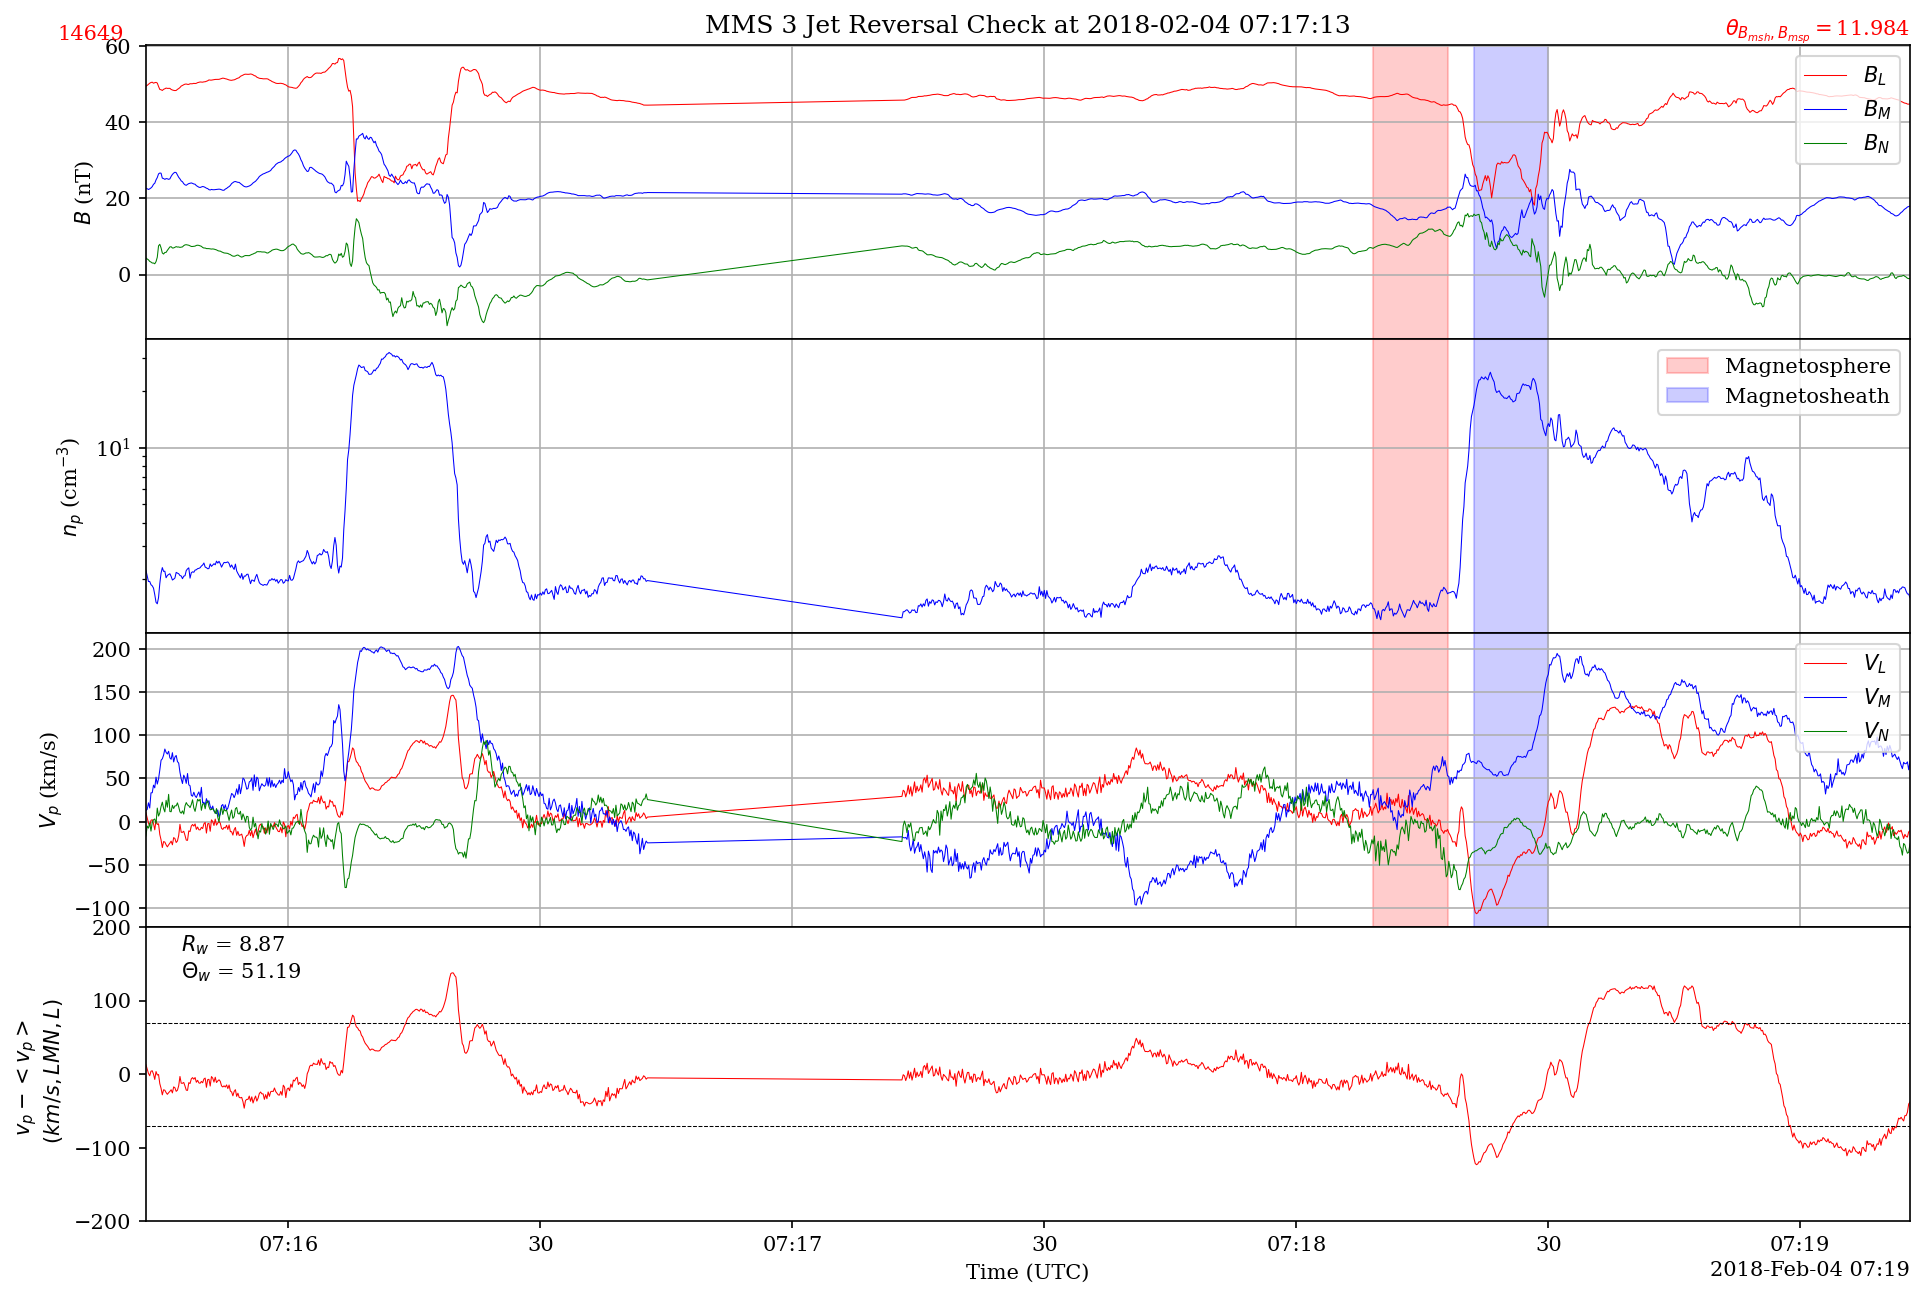 MMS 3 Jet Reversal Check at 2018-02-04 07:17:13
14649
θ_{B_{msh}, B_{msp}} = 11.984
60
40
20
0
B (nT)
B_L
B_M
B_N
10^1
n_p (cm^{−3})
Magnetosphere
Magnetosheath
200
150
100
50
0
−50
−100
V_p (km/s)
V_L
V_M
V_N
200
100
0
−100
−200
v_p − < v_p >
(km/s, LMN, L)
R_w = 8.87
Θ_w = 51.19
07:16
30
07:17
30
07:18
30
07:19
Time (UTC)
2018-Feb-04 07:19